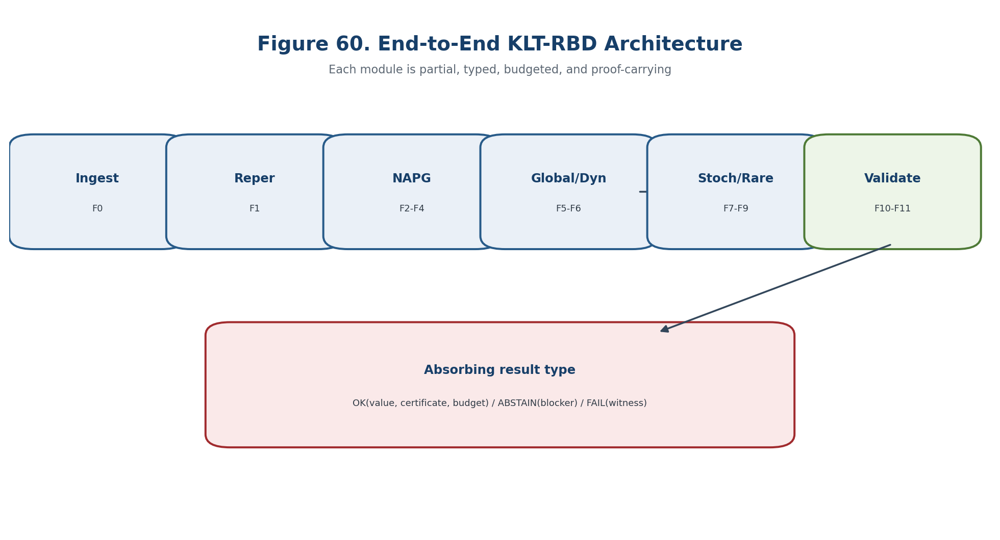 Figure 60. End-to-End KLT-RBD Architecture
Each module is partial, typed, budgeted, and proof-carrying
Ingest
F0
Reper
F1
NAPG
F2-F4
Global/Dyn
F5-F6
Stoch/Rare
F7-F9
Validate
F10-F11
Absorbing result type
OK(value, certificate, budget) / ABSTAIN(blocker) / FAIL(witness)